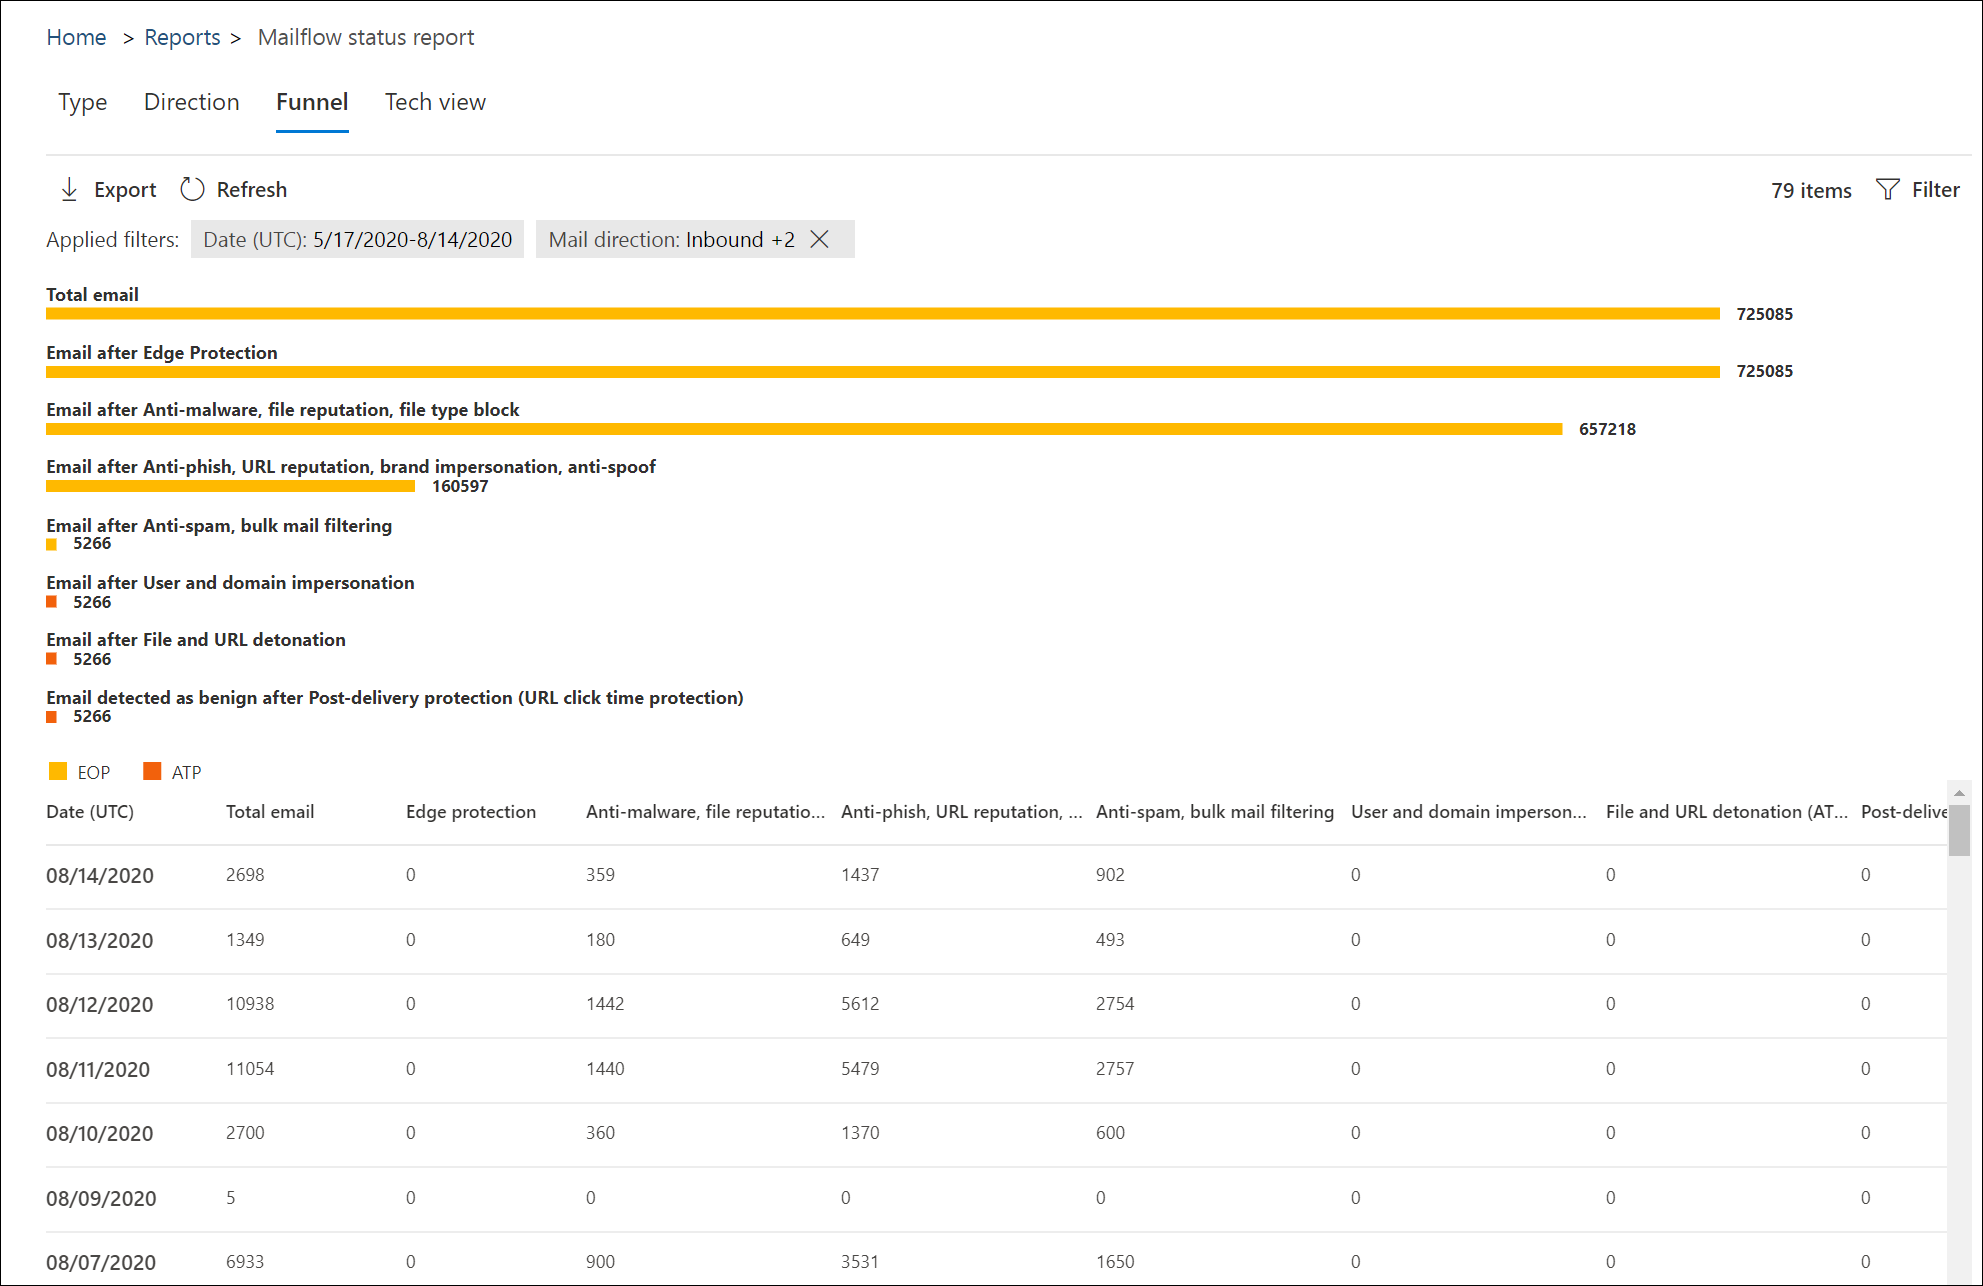 Home > Reports > Mailflow status report
Type Direction Funnel Tech view
Export Refresh 79 items Filter
Applied filters: Date (UTC): 5/17/2020-8/14/2020 Mail direction: Inbound +2
Total email
725085
Email after Edge Protection
725085
Email after Anti-malware, file reputation, file type block
657218
Email after Anti-phish, URL reputation, brand impersonation, anti-spoof
160597
Email after Anti-spam, bulk mail filtering
5266
Email after User and domain impersonation
5266
Email after File and URL detonation
5266
Email detected as benign after Post-delivery protection (URL click time protection)
5266
EOP ATP
Date (UTC) Total email Edge protection Anti-malware, file reputatio... Anti-phish, URL reputation, ... Anti-spam, bulk mail filtering User and domain imperson... File and URL detonation (AT... Post-delive
08/14/2020 2698 0 359 1437 902 0 0 0
08/13/2020 1349 0 180 649 493 0 0 0
08/12/2020 10938 0 1442 5612 2754 0 0 0
08/11/2020 11054 0 1440 5479 2757 0 0 0
08/10/2020 2700 0 360 1370 600 0 0 0
08/09/2020 5 0 0 0 0 0 0 0
08/07/2020 6933 0 900 3531 1650 0 0 0